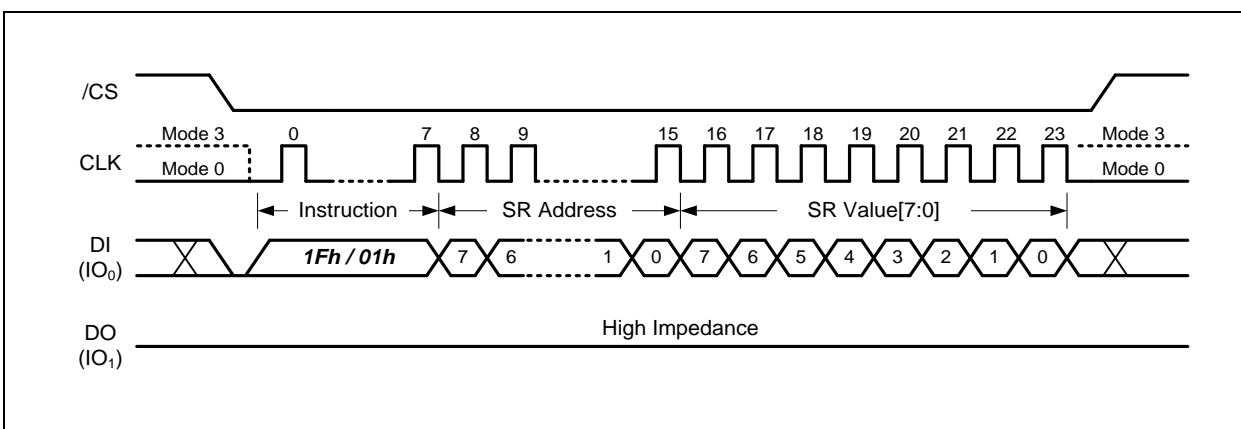 /CS
Mode 3 0 7 8 9 15 16 17 18 19 20 21 22 23 Mode 3
CLK
Mode 0 Mode 0
Instruction SR Address SR Value[7:0]
DI
(IO₀)
1Fh / 01h 7 6 1 0 7 6 5 4 3 2 1 0
High Impedance
DO
(IO₁)